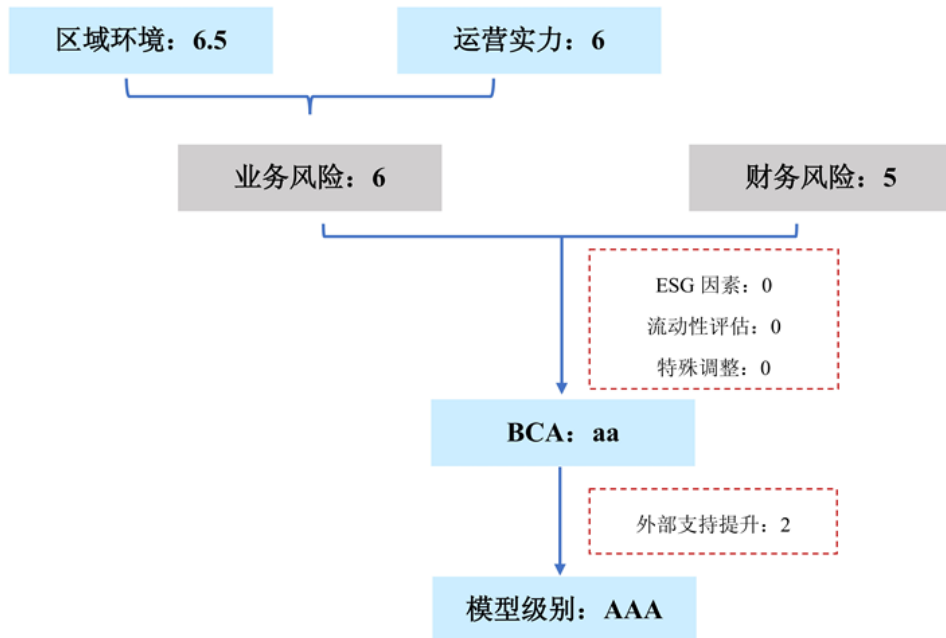 区域环境：6.5
运营实力：6
业务风险：6
财务风险：5
ESG 因素：0
流动性评估：0
特殊调整：0
BCA：aa
外部支持提升：2
模型级别：AAA